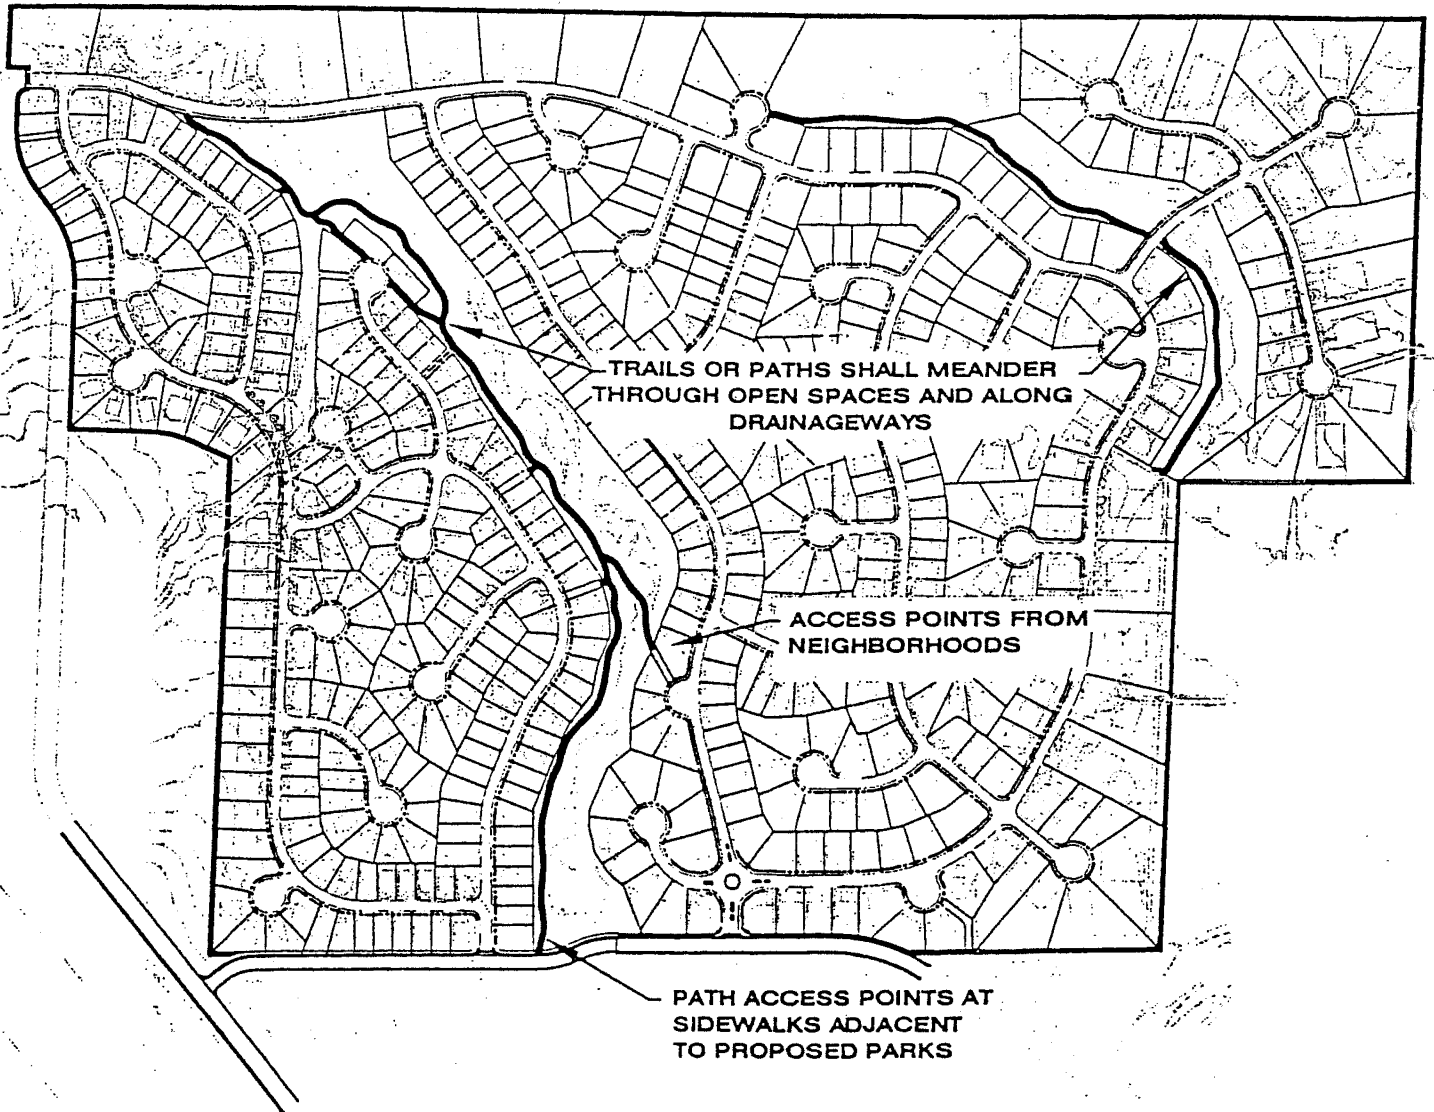 TRAILS OR PATHS SHALL MEANDER
THROUGH OPEN SPACES AND ALONG
DRAINAGEWAYS
ACCESS POINTS FROM
NEIGHBORHOODS
PATH ACCESS POINTS AT
SIDEWALKS ADJACENT
TO PROPOSED PARKS